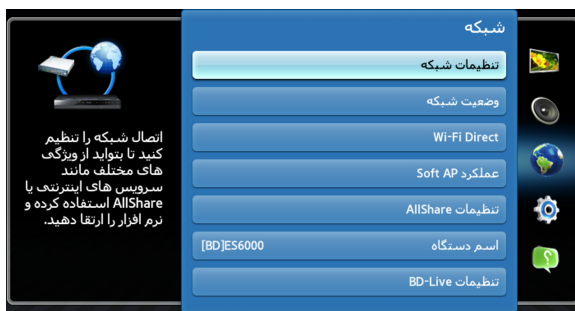 شبکه
تنظیمات شبکه
وضعیت شبکه
Wi-Fi Direct
عملکرد Soft AP
تنظیمات AllShare
اسم دستگاه [BD]ES6000
تنظیمات BD-Live
اتصال شبکه را تنظیم
کنید تا بتواید از ویژگی
های مختلف مانند
سرویس های اینترنتی یا
AllShare استفاده کرده و
نرم افزار را ارتقا دهید.